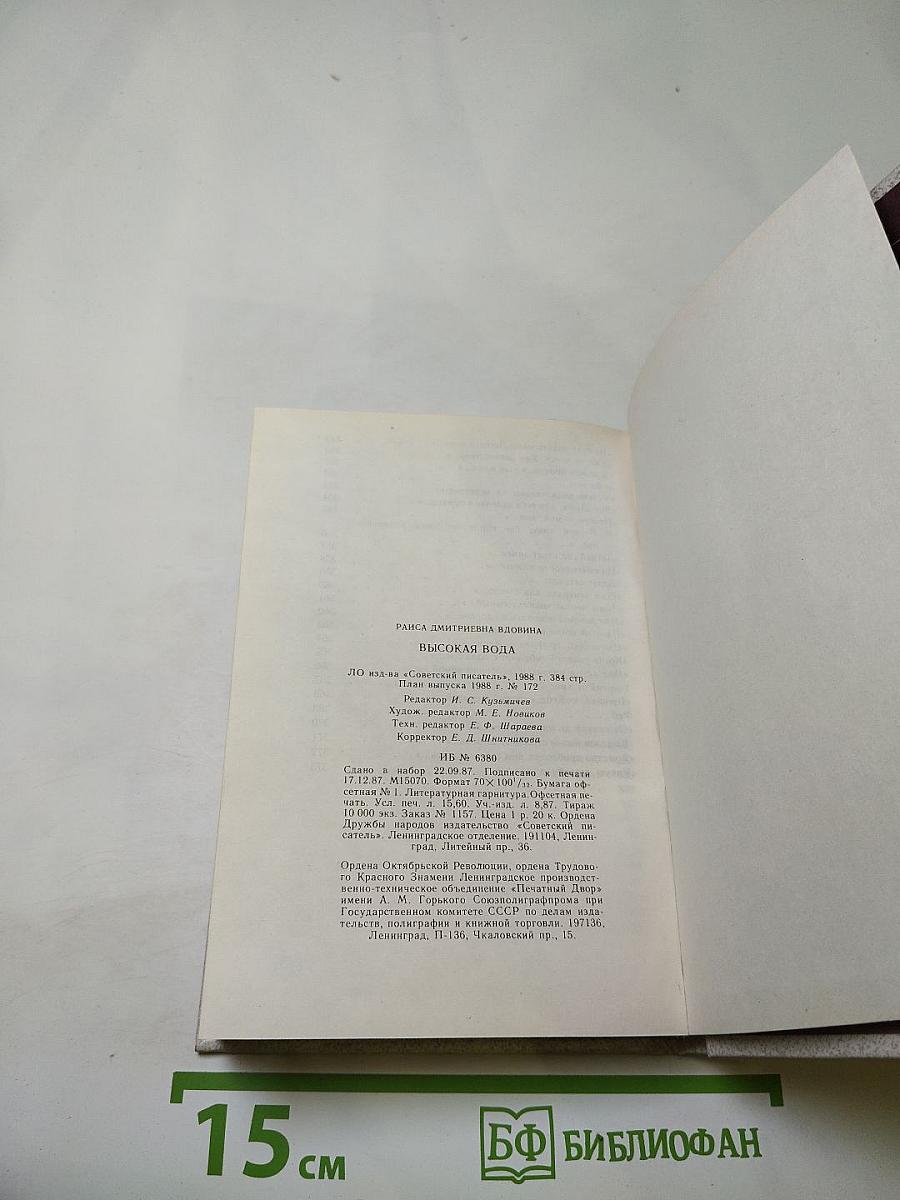 РАИСА ДМИТРИЕВНА ВДОВИНА
ВЫСОКАЯ ВОДА
ЛО изд-ва «Советский писатель», 1988 г. 384 стр.
План выпуска 1988 г. № 172
Редактор И. С. Кузьмичев
Худож. редактор М. Е. Новиков
Техн. редактор Е. Ф. Шараева
Корректор Е. Д. Шнитникова
ИБ № 6380
Сдано в набор 22.09.87. Подписано к печати
17.12.87. М15070. Формат 70×100¹/₃₂. Бумага оф-
сетная № 1. Литературная гарнитура. Офсетная пе-
чать. Усл. печ. л. 15,60. Уч.-изд. л. 8,87. Тираж
10 000 экз. Заказ № 1157. Цена 1 р. 20 к. Ордена
Дружбы народов издательство «Советский пи-
сатель». Ленинградское отделение. 191104, Ленин-
град, Литейный пр., 36.
Ордена Октябрьской Революции, ордена Трудово-
го Красного Знамени Ленинградское производст-
венно-техническое объединение «Печатный Двор»
имени А. М. Горького Союзполиграфпрома при
Государственном комитете СССР по делам изда-
тельств, полиграфии и книжной торговли. 197136,
Ленинград, П-136, Чкаловский пр., 15.
15 см
БФ БИБЛИОФАН